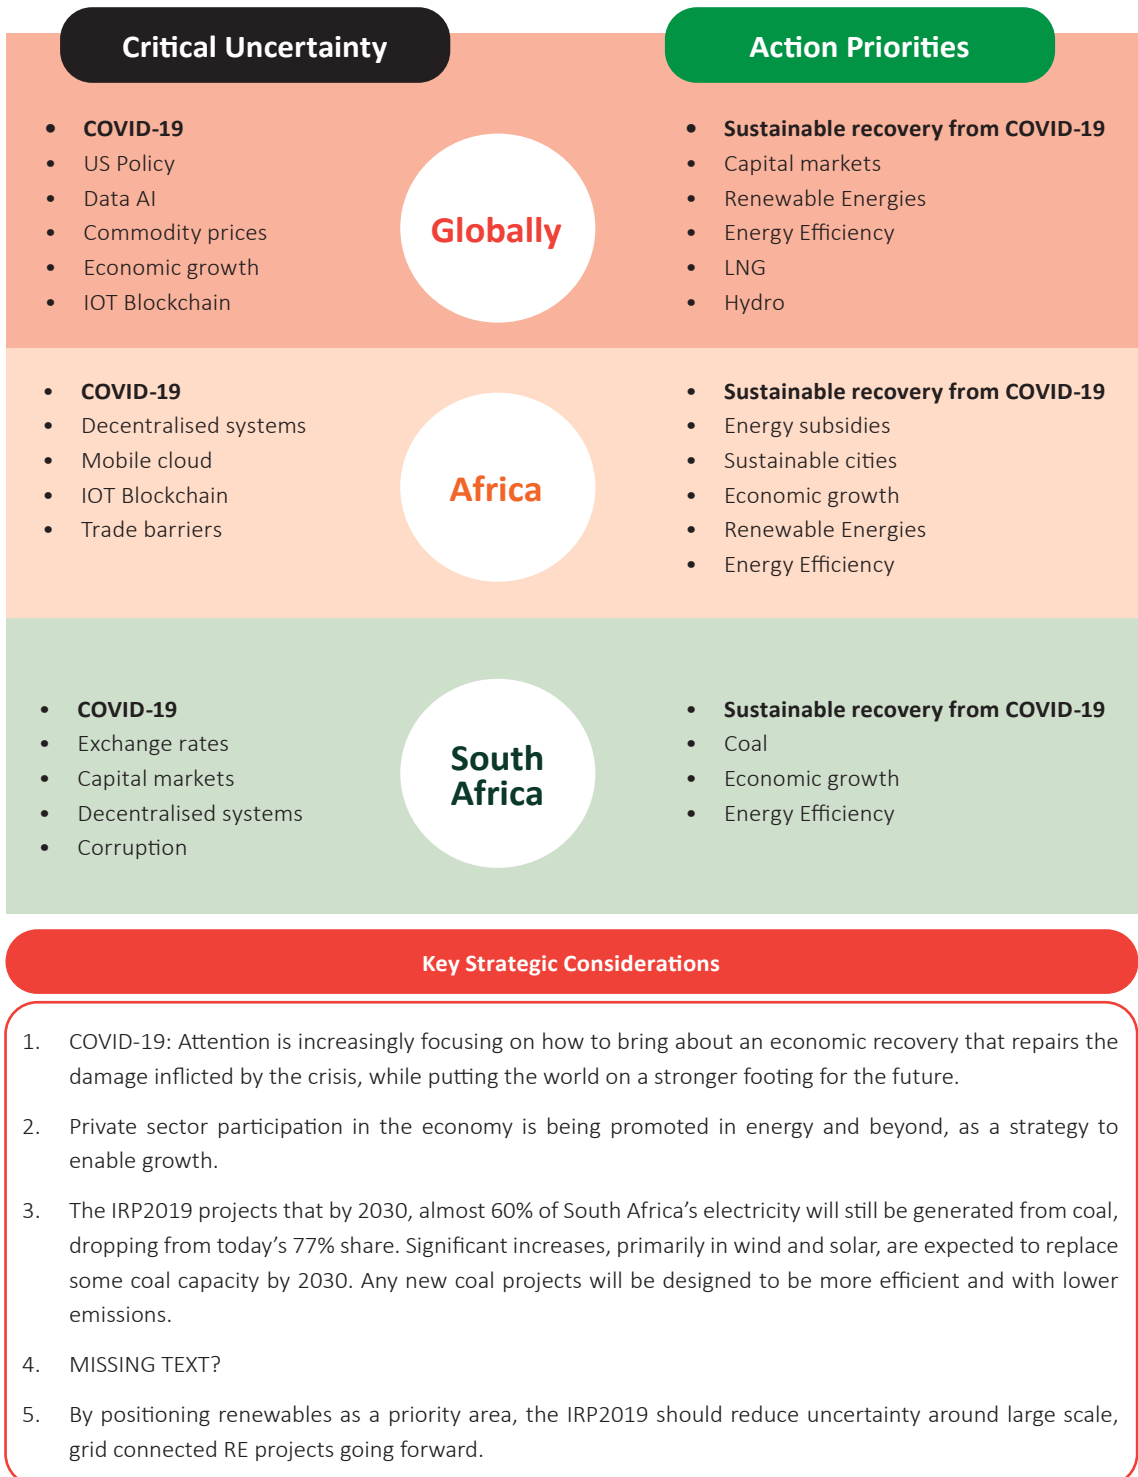 Critical Uncertainty
Action Priorities
• COVID-19
• US Policy
• Data AI
• Commodity prices
• Economic growth
• IOT Blockchain
Globally
• Sustainable recovery from COVID-19
• Capital markets
• Renewable Energies
• Energy Efficiency
• LNG
• Hydro
• COVID-19
• Decentralised systems
• Mobile cloud
• IOT Blockchain
• Trade barriers
Africa
• Sustainable recovery from COVID-19
• Energy subsidies
• Sustainable cities
• Economic growth
• Renewable Energies
• Energy Efficiency
• COVID-19
• Exchange rates
• Capital markets
• Decentralised systems
• Corruption
South
Africa
• Sustainable recovery from COVID-19
• Coal
• Economic growth
• Energy Efficiency
Key Strategic Considerations
1. COVID-19: Attention is increasingly focusing on how to bring about an economic recovery that repairs the
damage inflicted by the crisis, while putting the world on a stronger footing for the future.
2. Private sector participation in the economy is being promoted in energy and beyond, as a strategy to
enable growth.
3. The IRP2019 projects that by 2030, almost 60% of South Africa's electricity will still be generated from coal,
dropping from today's 77% share. Significant increases, primarily in wind and solar, are expected to replace
some coal capacity by 2030. Any new coal projects will be designed to be more efficient and with lower
emissions.
4. MISSING TEXT?
5. By positioning renewables as a priority area, the IRP2019 should reduce uncertainty around large scale,
grid connected RE projects going forward.